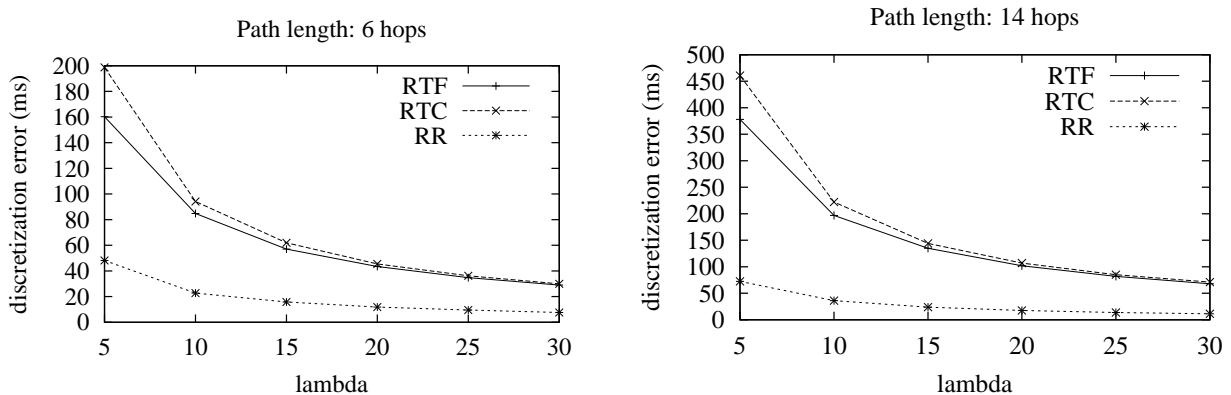 Path length: 6 hops
discretization error (ms)
200
180
160
140
120
100
80
60
40
20
0
RTF
RTC
RR
5 10 15 20 25 30
lambda
Path length: 14 hops
discretization error (ms)
500
450
400
350
300
250
200
150
100
50
0
RTF
RTC
RR
5 10 15 20 25 30
lambda